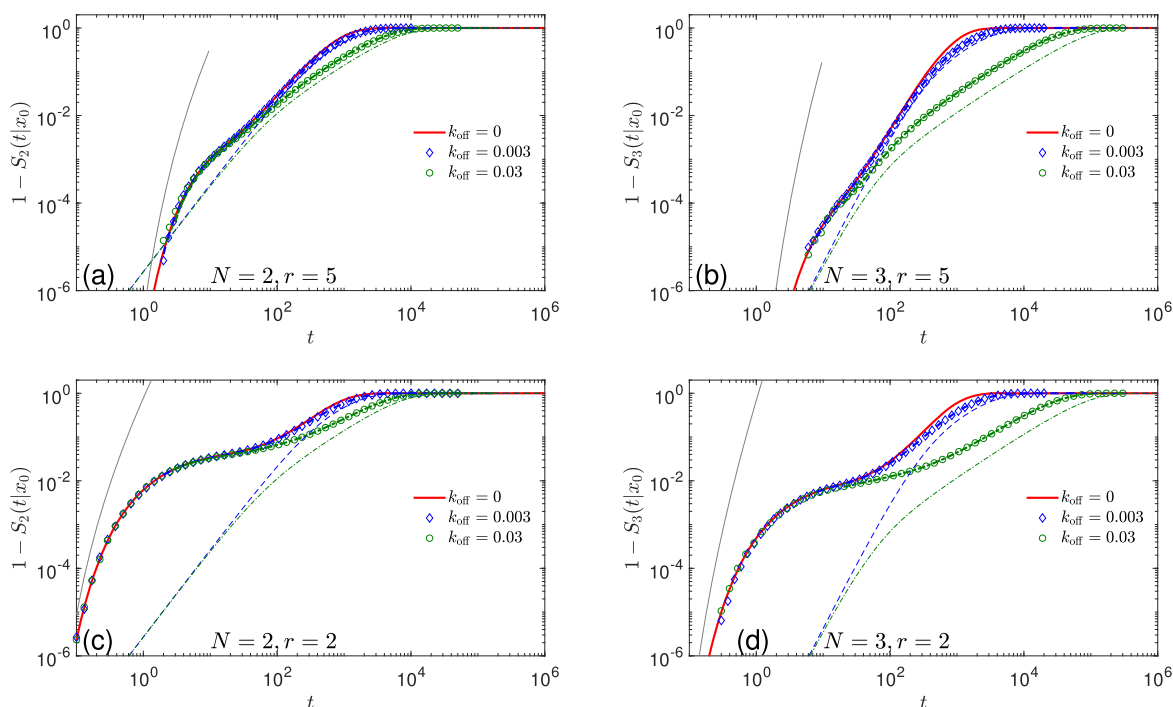 10^0
10^-2
10^-4
10^-6
1 − S_2(t|x_0)
k_off = 0
k_off = 0.003
k_off = 0.03
(a)
N = 2, r = 5
10^0 10^2 10^4 10^6
t
10^0
10^-2
10^-4
10^-6
1 − S_3(t|x_0)
k_off = 0
k_off = 0.003
k_off = 0.03
(b)
N = 3, r = 5
10^0 10^2 10^4 10^6
t
10^0
10^-2
10^-4
10^-6
1 − S_2(t|x_0)
k_off = 0
k_off = 0.003
k_off = 0.03
(c)
N = 2, r = 2
10^0 10^2 10^4 10^6
t
10^0
10^-2
10^-4
10^-6
1 − S_3(t|x_0)
k_off = 0
k_off = 0.003
k_off = 0.03
(d)
N = 3, r = 2
10^0 10^2 10^4 10^6
t